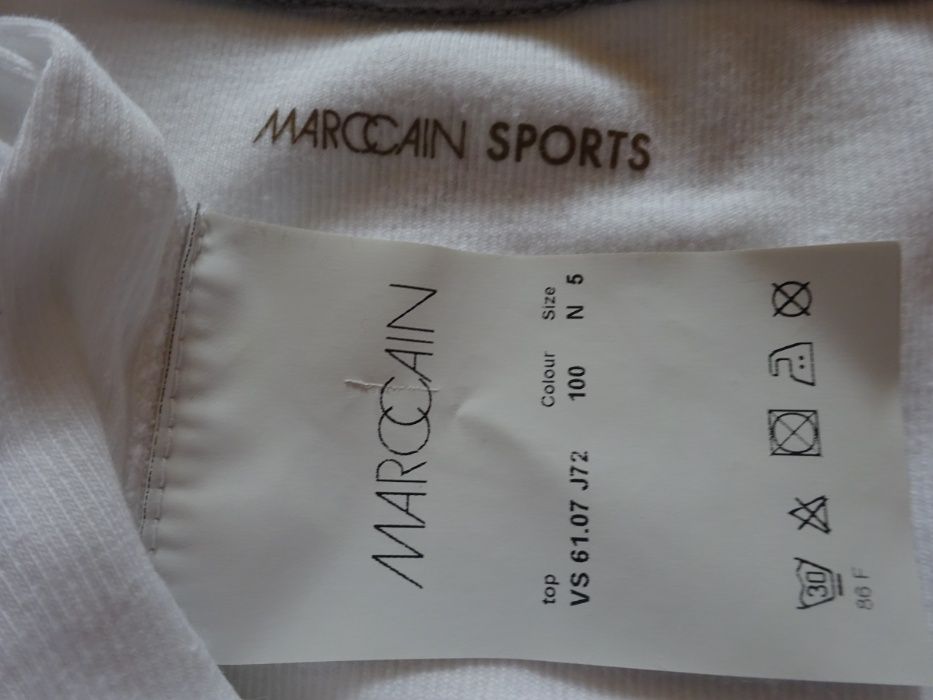 MARCCAIN SPORTS
MARCCAIN
top Colour Size
VS 61.07 J72 100 N 5
30
86 F